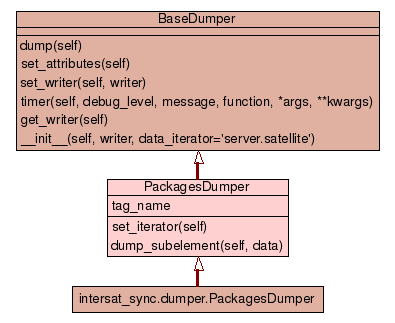 BaseDumper
dump(self)
set_attributes(self)
set_writer(self, writer)
timer(self, debug_level, message, function, *args, **kwargs)
get_writer(self)
__init__(self, writer, data_iterator='server.satellite')
PackagesDumper
tag_name
set_iterator(self)
dump_subelement(self, data)
intersat_sync.dumper.PackagesDumper